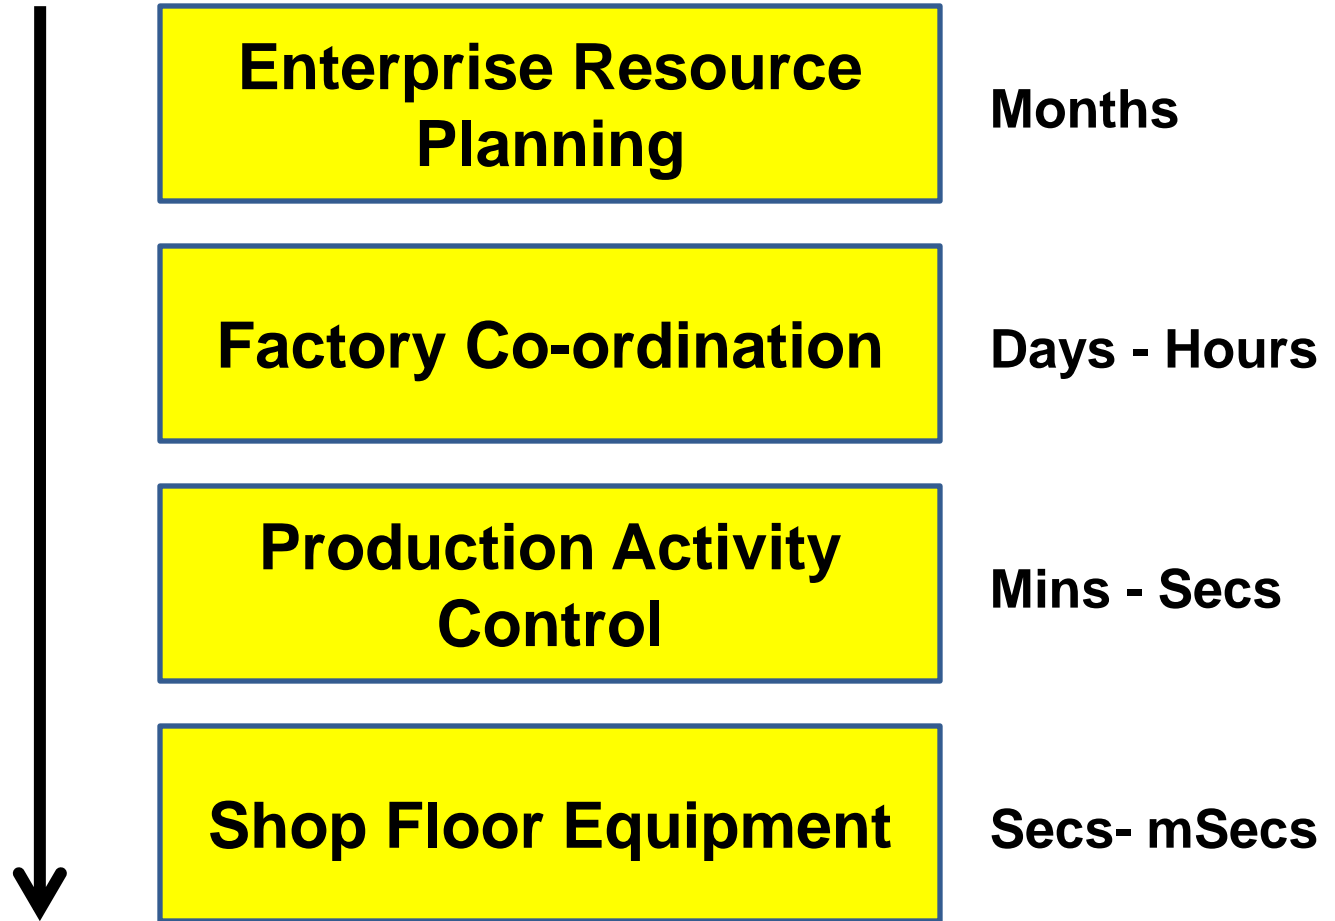 Enterprise Resource
Planning
Months
Factory Co-ordination
Days - Hours
Production Activity
Control
Mins - Secs
Shop Floor Equipment
Secs- mSecs